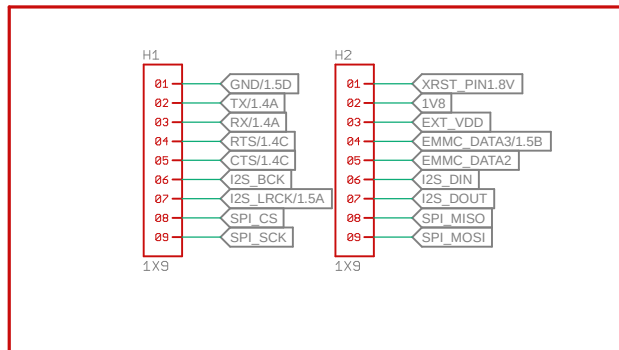 H1
01 GND/1.5D
02 TX/1.4A
03 RX/1.4A
04 RTS/1.4C
05 CTS/1.4C
06 I2S_BCK
07 I2S_LRCK/1.5A
08 SPI_CS
09 SPI_SCK
1X9
H2
01 XRST_PIN1.8V
02 1V8
03 EXT_VDD
04 EMMC_DATA3/1.5B
05 EMMC_DATA2
06 I2S_DIN
07 I2S_DOUT
08 SPI_MISO
09 SPI_MOSI
1X9